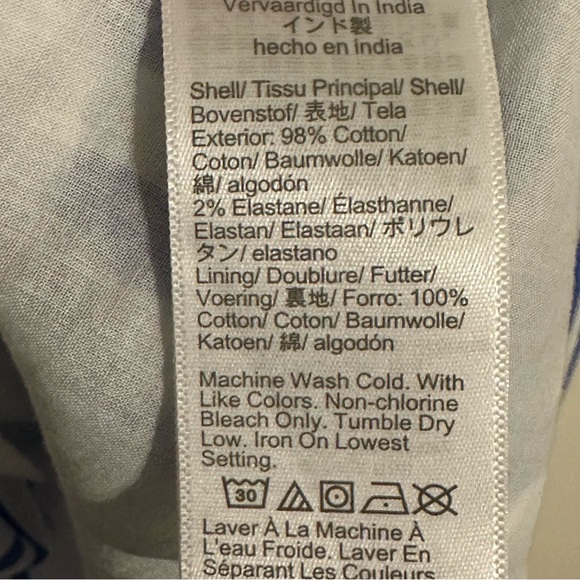 Vervaardigd In India
インド製
hecho en india
Shell/ Tissu Principal/ Shell/
Bovenstof/ 表地/ Tela
Exterior: 98% Cotton/
Coton/ Baumwolle/ Katoen/
綿/ algodón
2% Elastane/ Élasthanne/
Elastan/ Elastaan/ ポリウレ
タン/ elastano
Lining/ Doublure/ Futter/
Voering/ 裏地/ Forro: 100%
Cotton/ Coton/ Baumwolle/
Katoen/ 綿/ algodón
Machine Wash Cold. With
Like Colors. Non-chlorine
Bleach Only. Tumble Dry
Low. Iron On Lowest
Setting.
30
Laver À La Machine À
L'eau Froide. Laver En
Séparant Les Couleurs